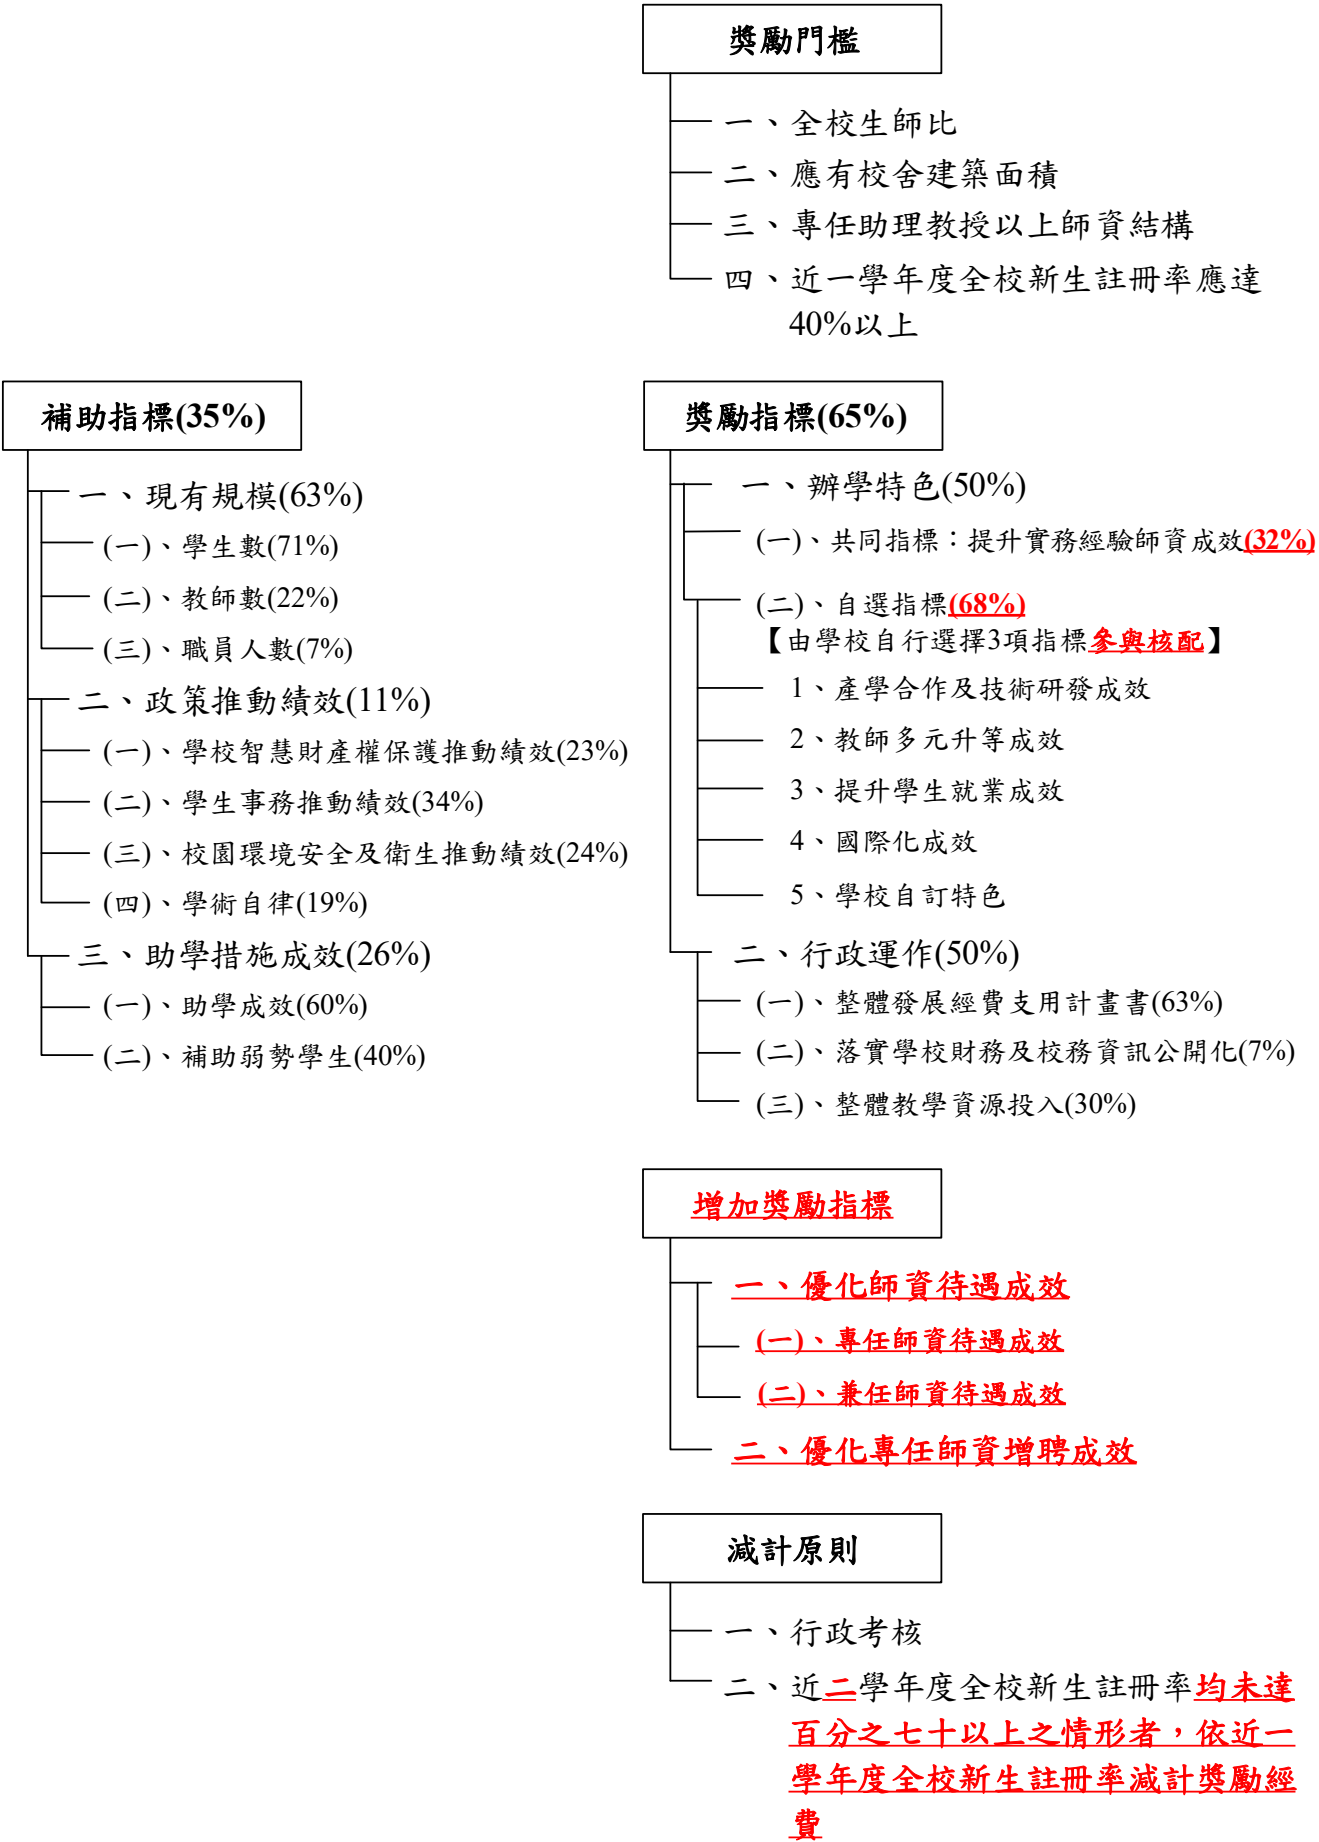 獎勵門檻
一、全校生師比
二、應有校舍建築面積
三、專任助理教授以上師資結構
四、近一學年度全校新生註冊率應達
40%以上
補助指標(35%)
一、現有規模(63%)
(一)、學生數(71%)
(二)、教師數(22%)
(三)、職員人數(7%)
二、政策推動績效(11%)
(一)、學校智慧財產權保護推動績效(23%)
(二)、學生事務推動績效(34%)
(三)、校園環境安全及衛生推動績效(24%)
(四)、學術自律(19%)
三、助學措施成效(26%)
(一)、助學成效(60%)
(二)、補助弱勢學生(40%)
獎勵指標(65%)
一、辦學特色(50%)
(一)、共同指標：提升實務經驗師資成效(32%)
(二)、自選指標(68%)
【由學校自行選擇3項指標參與核配】
1、產學合作及技術研發成效
2、教師多元升等成效
3、提升學生就業成效
4、國際化成效
5、學校自訂特色
二、行政運作(50%)
(一)、整體發展經費支用計畫書(63%)
(二)、落實學校財務及校務資訊公開化(7%)
(三)、整體教學資源投入(30%)
增加獎勵指標
一、優化師資待遇成效
(一)、專任師資待遇成效
(二)、兼任師資待遇成效
二、優化專任師資增聘成效
減計原則
一、行政考核
二、近二學年度全校新生註冊率均未達
百分之七十以上之情形者，依近一
學年度全校新生註冊率減計獎勵經
費